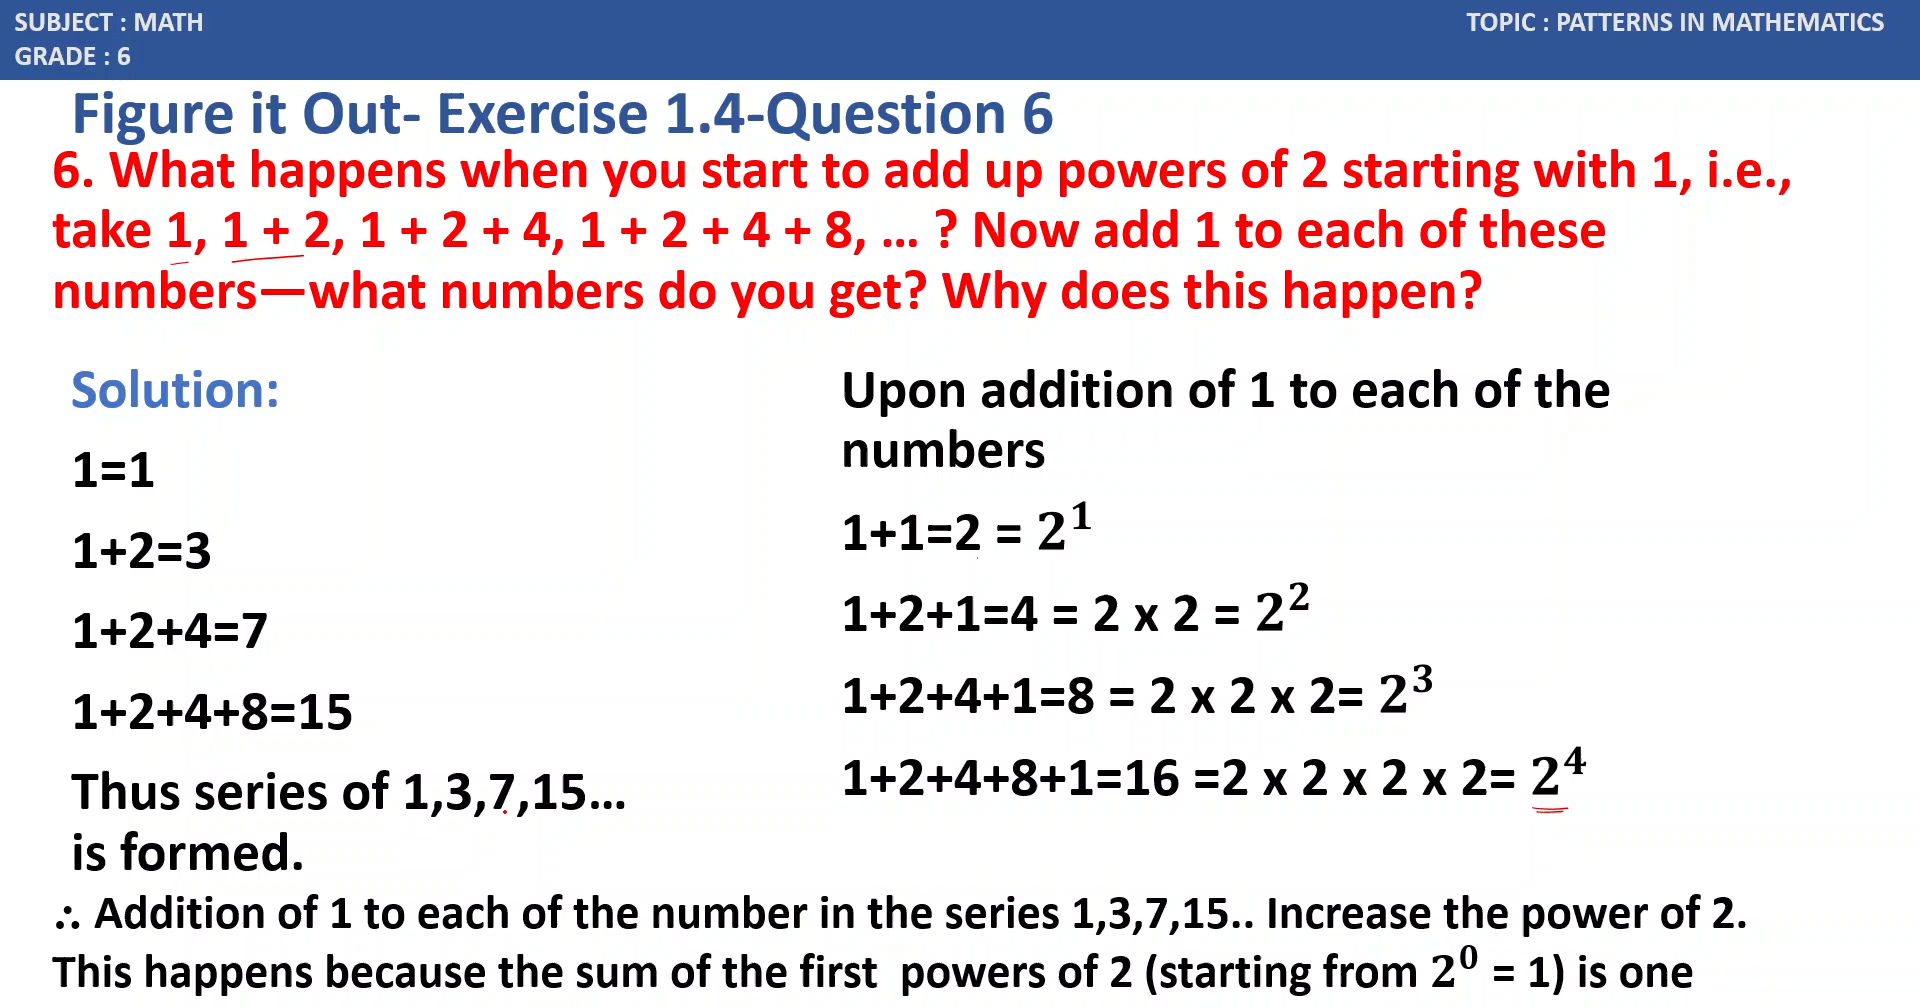 SUBJECT : MATH
TOPIC : PATTERNS IN MATHEMATICS
GRADE : 6
Figure it Out- Exercise 1.4-Question 6
6. What happens when you start to add up powers of 2 starting with 1, i.e.,
take 1, 1 + 2, 1 + 2 + 4, 1 + 2 + 4 + 8, … ? Now add 1 to each of these
numbers—what numbers do you get? Why does this happen?
Solution:
1=1
1+2=3
1+2+4=7
1+2+4+8=15
Thus series of 1,3,7,15...
is formed.
Upon addition of 1 to each of the
numbers
1+1=2 = 2¹
1+2+1=4 = 2 x 2 = 2²
1+2+4+1=8 = 2 x 2 x 2= 2³
1+2+4+8+1=16 =2 x 2 x 2 x 2= 2⁴
∴ Addition of 1 to each of the number in the series 1,3,7,15.. Increase the power of 2.
This happens because the sum of the first powers of 2 (starting from 2⁰ = 1) is one